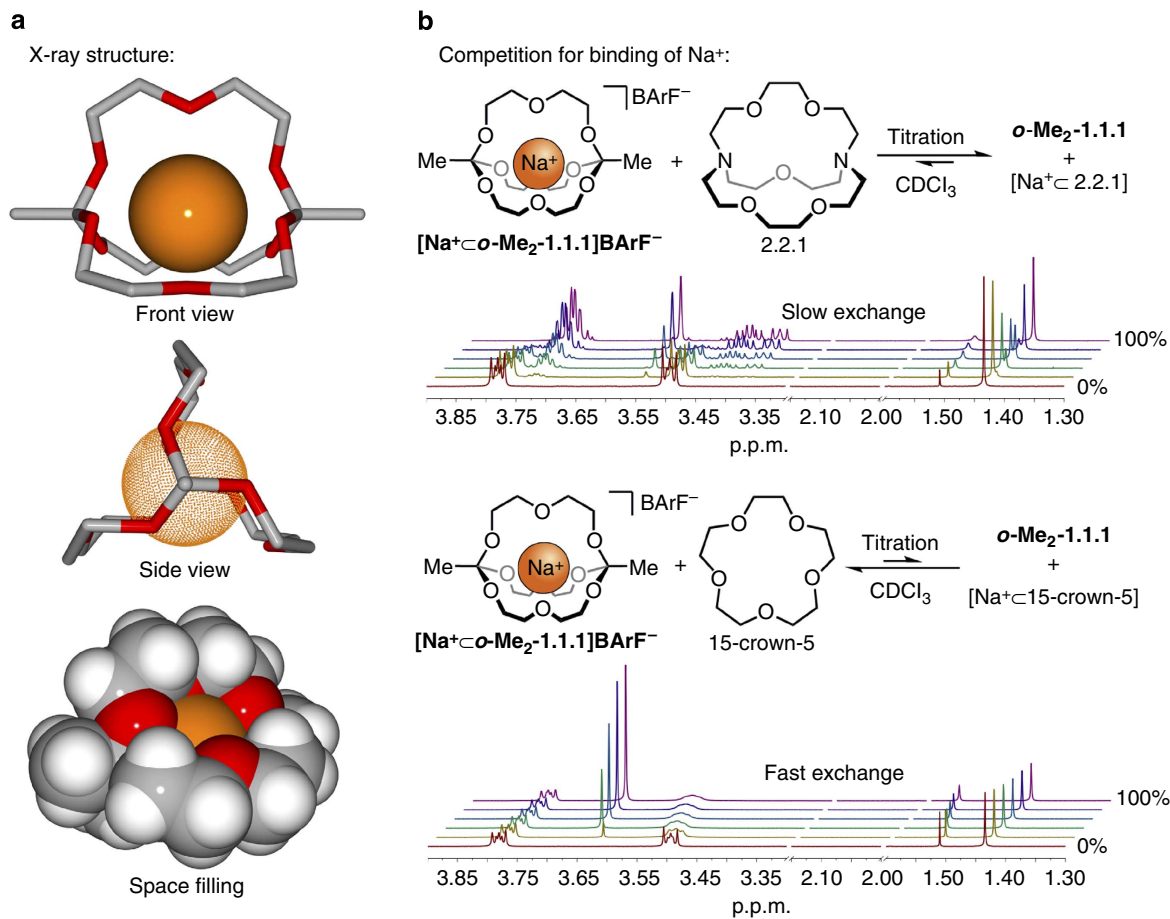 a
X-ray structure:
Front view
Side view
Space filling
b
Competition for binding of Na⁺:
BArF⁻
O
O O
Me Na⁺ Me
O O
O O
[Na⁺⊂o-Me₂-1.1.1]BArF⁻
+
O O
N N
O
O O
2.2.1
Titration
CDCl₃
o-Me₂-1.1.1
+
[Na⁺⊂ 2.2.1]
Slow exchange
100%
0%
3.85 3.75 3.65 3.55 3.45 3.35 2.10 2.00 1.50 1.40 1.30
p.p.m.
BArF⁻
O
O O
Me Na⁺ Me
O O
O O
[Na⁺⊂o-Me₂-1.1.1]BArF⁻
+
O O
O O
O
15-crown-5
Titration
CDCl₃
o-Me₂-1.1.1
+
[Na⁺⊂15-crown-5]
Fast exchange
100%
0%
3.85 3.75 3.65 3.55 3.45 3.35 2.10 2.00 1.50 1.40 1.30
p.p.m.